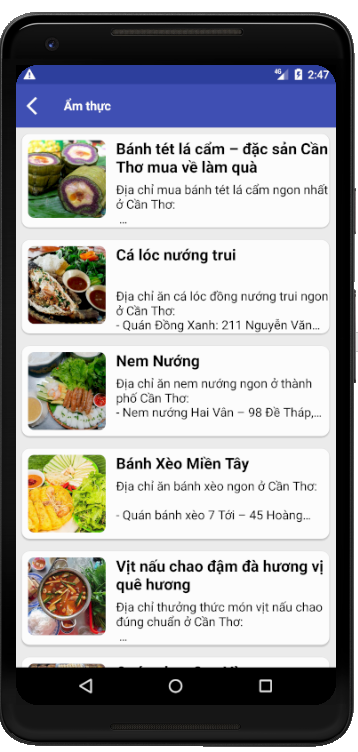 4G 2:47
Ẩm thực
Bánh tét lá cẩm – đặc sản Cần
Thơ mua về làm quà
Địa chỉ mua bánh tét lá cẩm ngon nhất
ở Cần Thơ:
...
Cá lóc nướng trui
Địa chỉ ăn cá lóc đồng nướng trui ngon
ở Cần Thơ:
- Quán Đồng Xanh: 211 Nguyễn Văn...
Nem Nướng
Địa chỉ ăn nem nướng ngon ở thành
phố Cần Thơ:
- Nem nướng Hai Vân – 98 Đề Thám,...
Bánh Xèo Miền Tây
Địa chỉ ăn bánh xèo ngon ở Cần Thơ:
- Quán bánh xèo 7 Tới – 45 Hoàng...
Vịt nấu chao đậm đà hương vị
quê hương
Địa chỉ thưởng thức món vịt nấu chao
đúng chuẩn ở Cần Thơ:
...